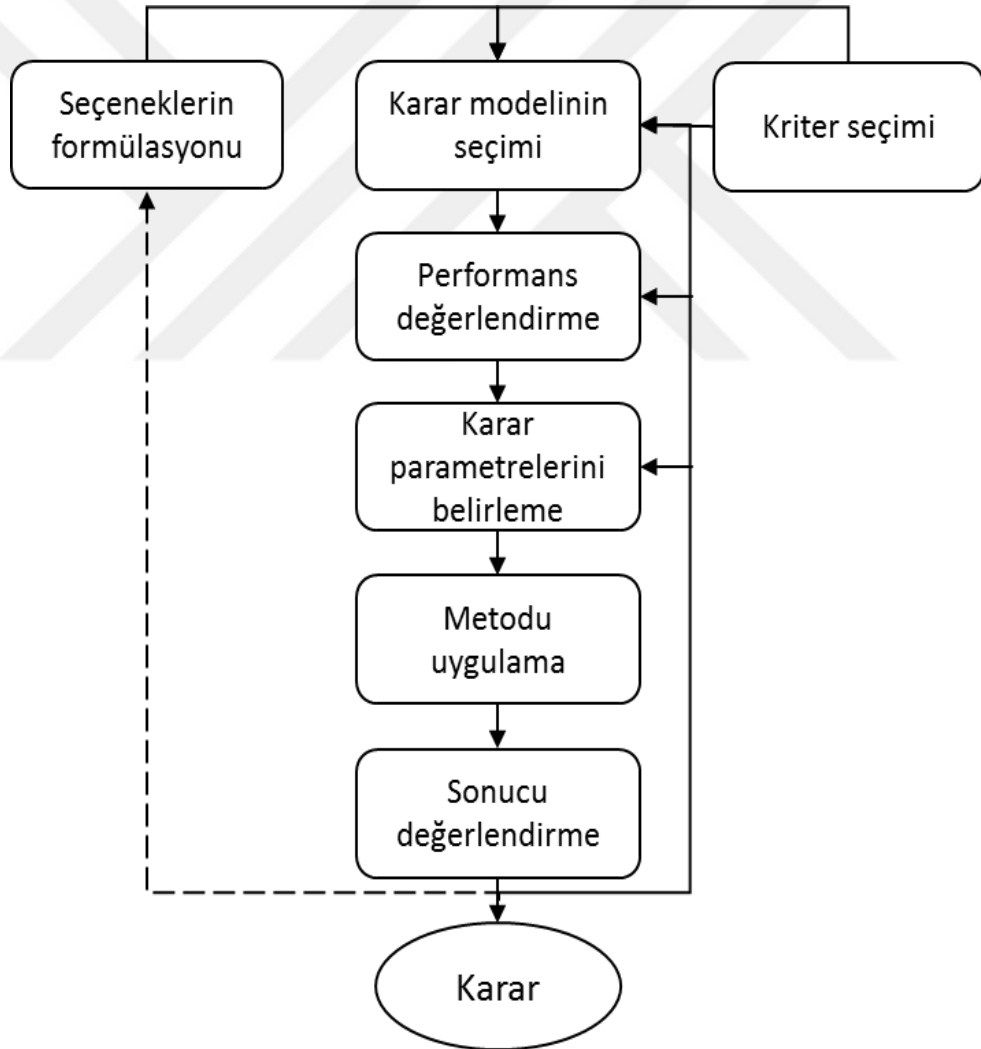 Seçeneklerin
formülasyonu
Karar modelinin
seçimi
Kriter seçimi
Performans
değerlendirme
Karar
parametrelerini
belirleme
Metodu
uygulama
Sonucu
değerlendirme
Karar